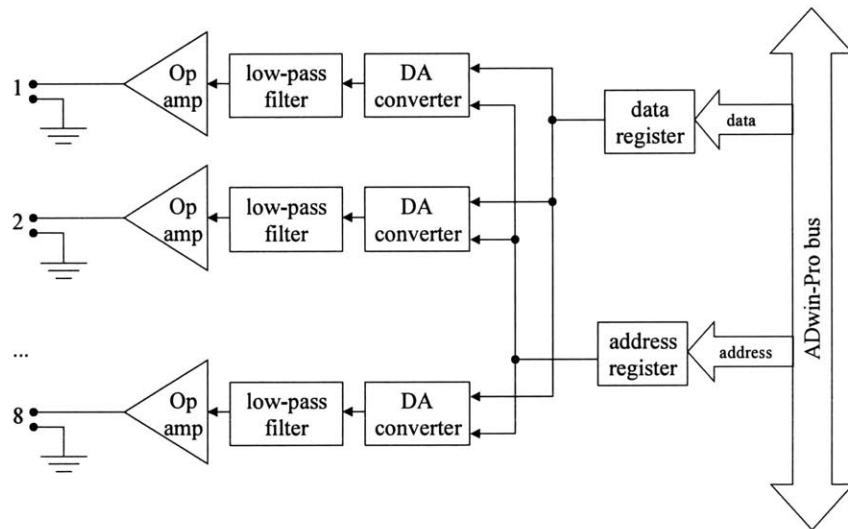 1
Op
amp
low-pass
filter
DA
converter
data
register
data
2
Op
amp
low-pass
filter
DA
converter
ADwin-Pro bus
...
address
register
address
8
Op
amp
low-pass
filter
DA
converter